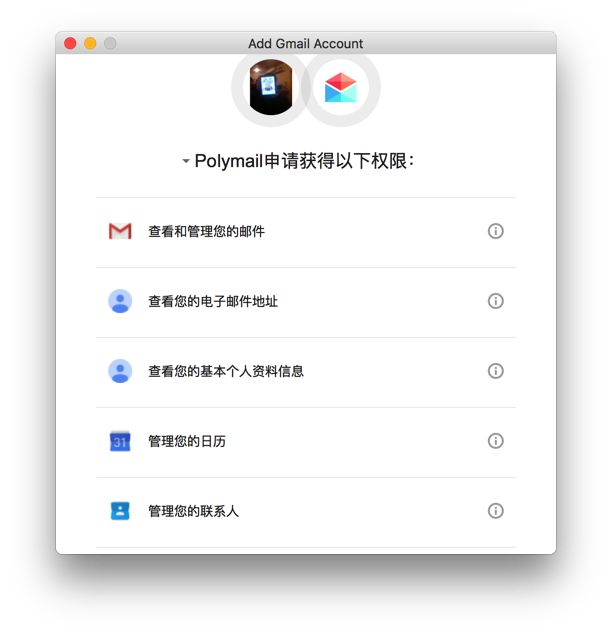 Add Gmail Account
Polymail申请获得以下权限：
查看和管理您的邮件
查看您的电子邮件地址
查看您的基本个人资料信息
31
管理您的日历
管理您的联系人